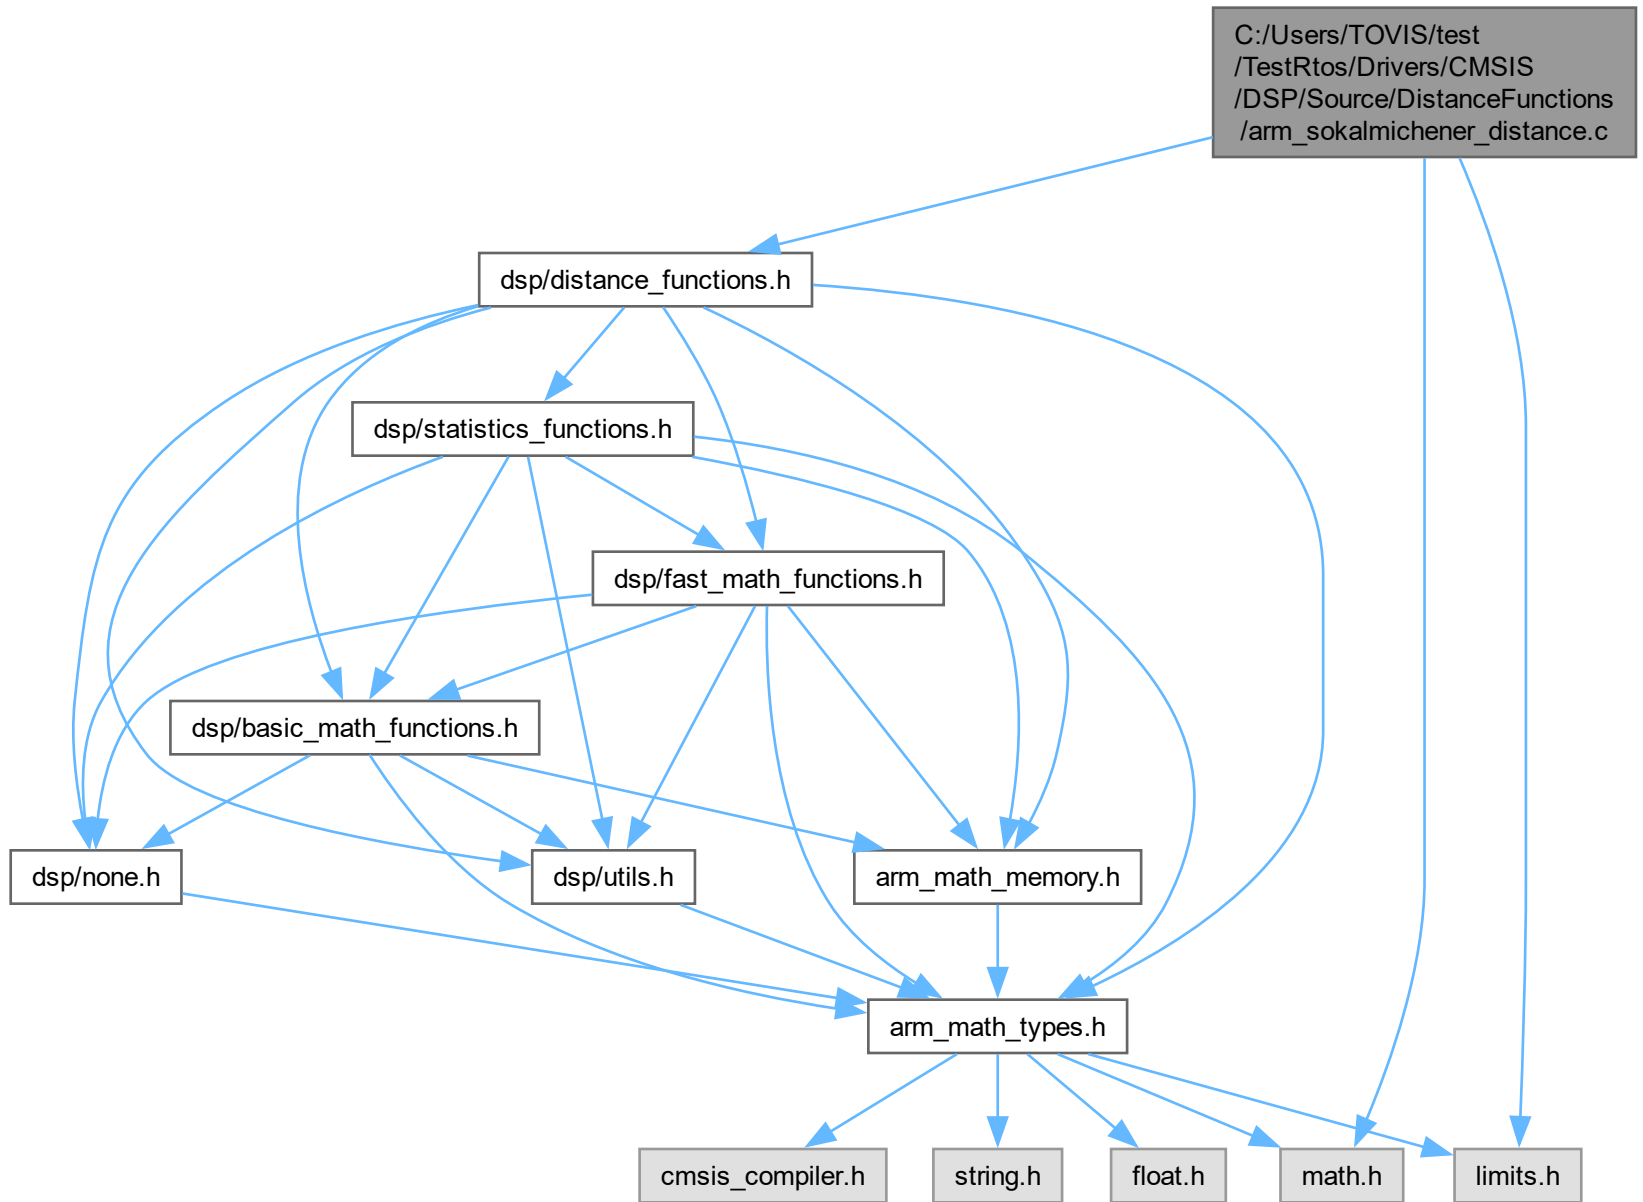 C:/Users/TOVIS/test
/TestRtos/Drivers/CMSIS
/DSP/Source/DistanceFunctions
/arm_sokalmichener_distance.c
dsp/distance_functions.h
dsp/statistics_functions.h
dsp/fast_math_functions.h
dsp/basic_math_functions.h
dsp/none.h
dsp/utils.h
arm_math_memory.h
arm_math_types.h
cmsis_compiler.h
string.h
float.h
math.h
limits.h